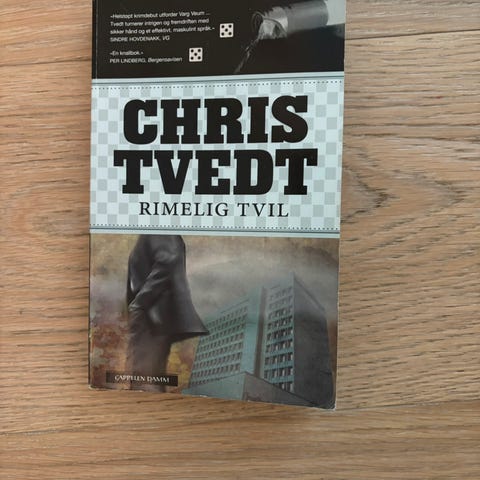 «Helstøpt krimdebut utfordrer Varg Veum ...
Tvedt turnerer intrigen og fremdriften med
sikker hånd og et effektivt, maskulint språk.»
SINDRE HOVDENAKK, VG
«En knallbok.»
PER LINDBERG, Bergensavisen
CHRIS
TVEDT
RIMELIG TVIL
CAPPELEN DAMM